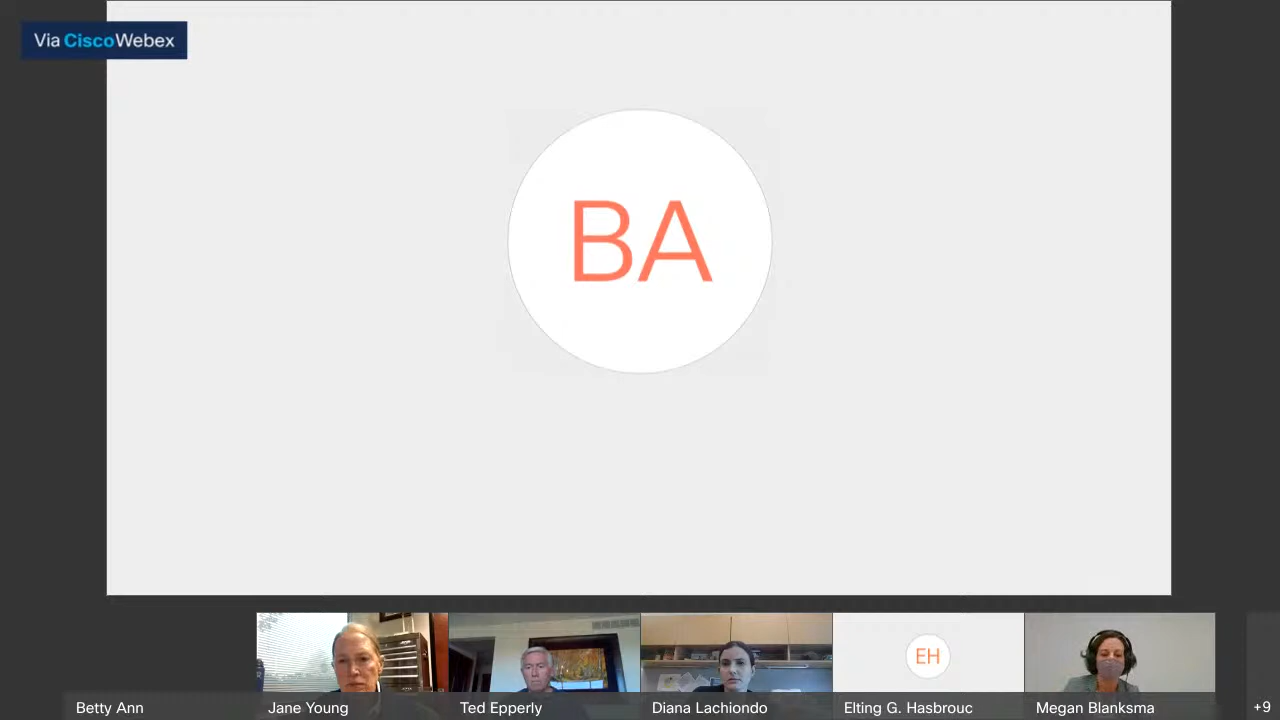 Via CiscoWebex
BA
EH
Betty Ann
Jane Young
Ted Epperly
Diana Lachiondo
Elting G. Hasbrouc
Megan Blanksma
+9